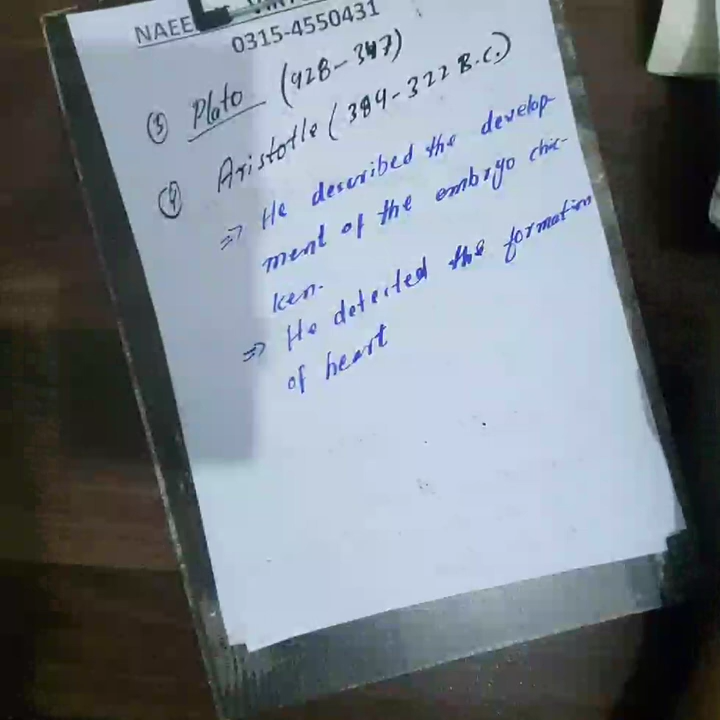 NAEE
0315-4550431
③ Plato (928-347)
④ Aristotle (384-322 B.C.)
⇒ He described the develop-
ment of the embryo chic-
ken.
⇒ He detected the formation
of heart